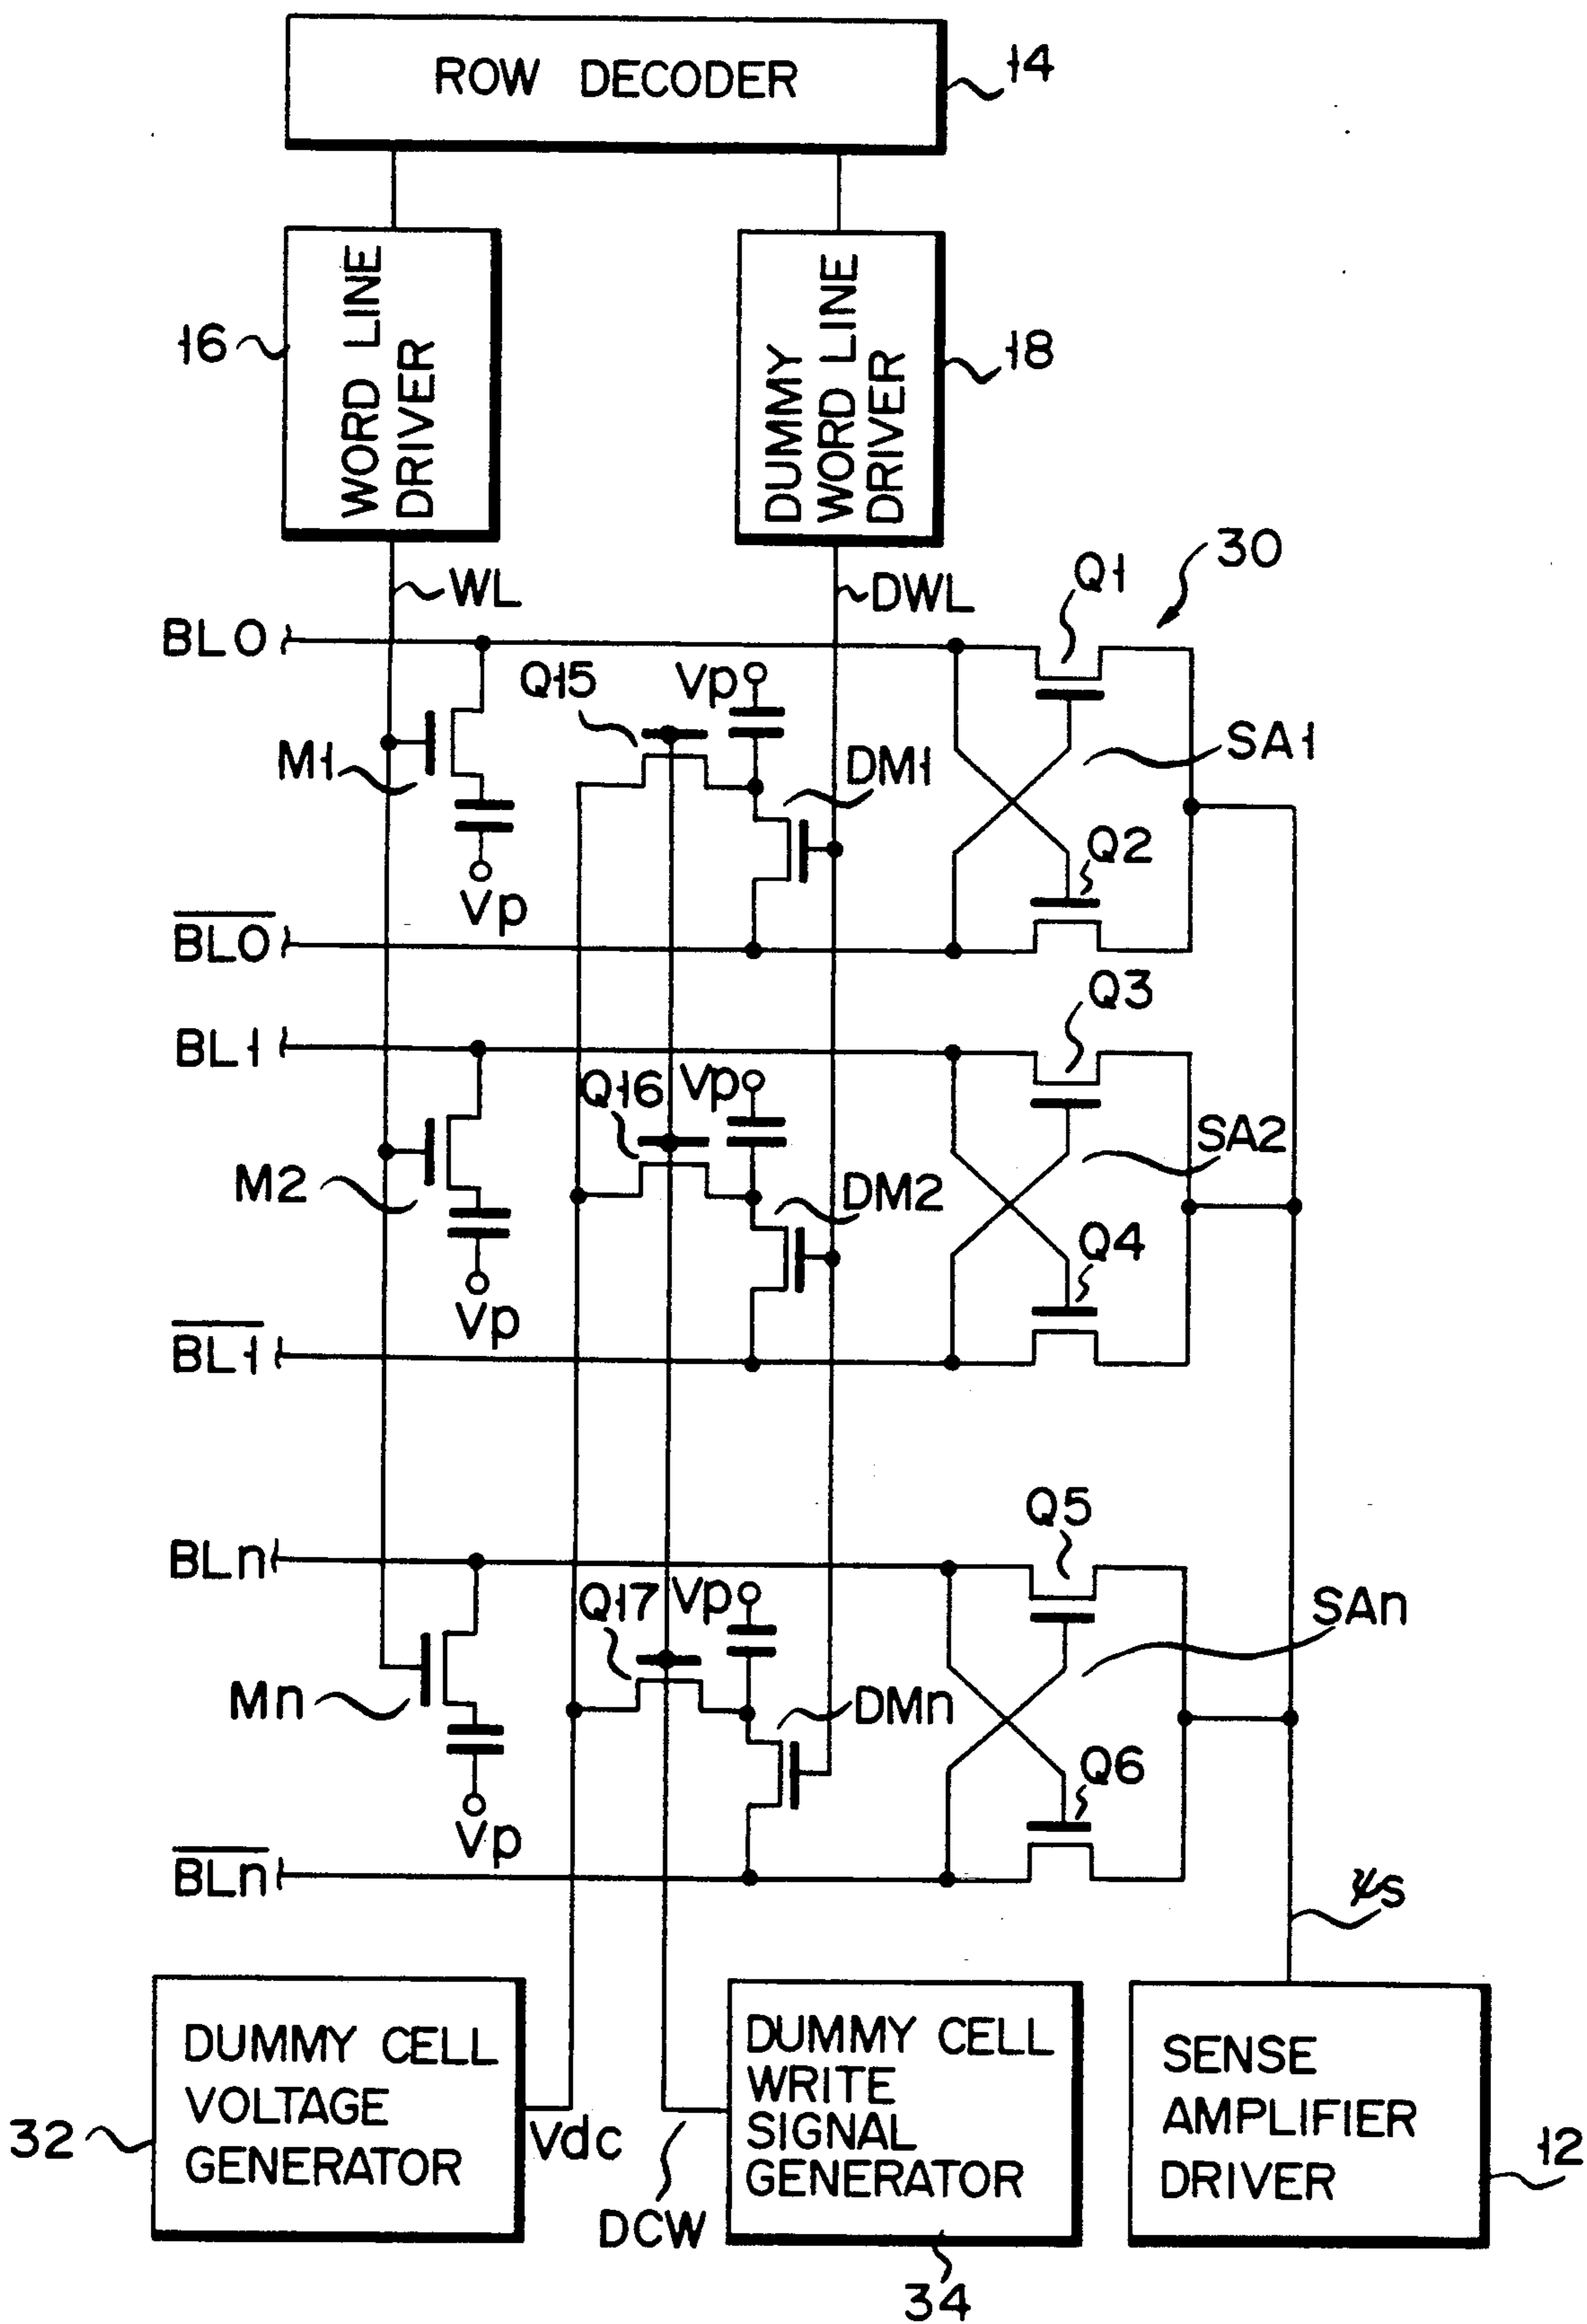 ROW DECODER
14
WORD LINE
DRIVER
16
DUMMY
WORD LINE
DRIVER
18
30
WL
DWL
Q1
BL0
Q15
Vp
M1
DM1
SA1
Q2
Vp
B̅L̅0̅
Q3
BL1
Q16
Vp
M2
DM2
SA2
Q4
Vp
B̅L̅1̅
Q5
BLn
Q17
Vp
SAn
Mn
DMn
Q6
Vp
B̅L̅n̅
ψs
DUMMY CELL
VOLTAGE
GENERATOR
32
Vdc
DCW
DUMMY CELL
WRITE
SIGNAL
GENERATOR
34
SENSE
AMPLIFIER
DRIVER
12